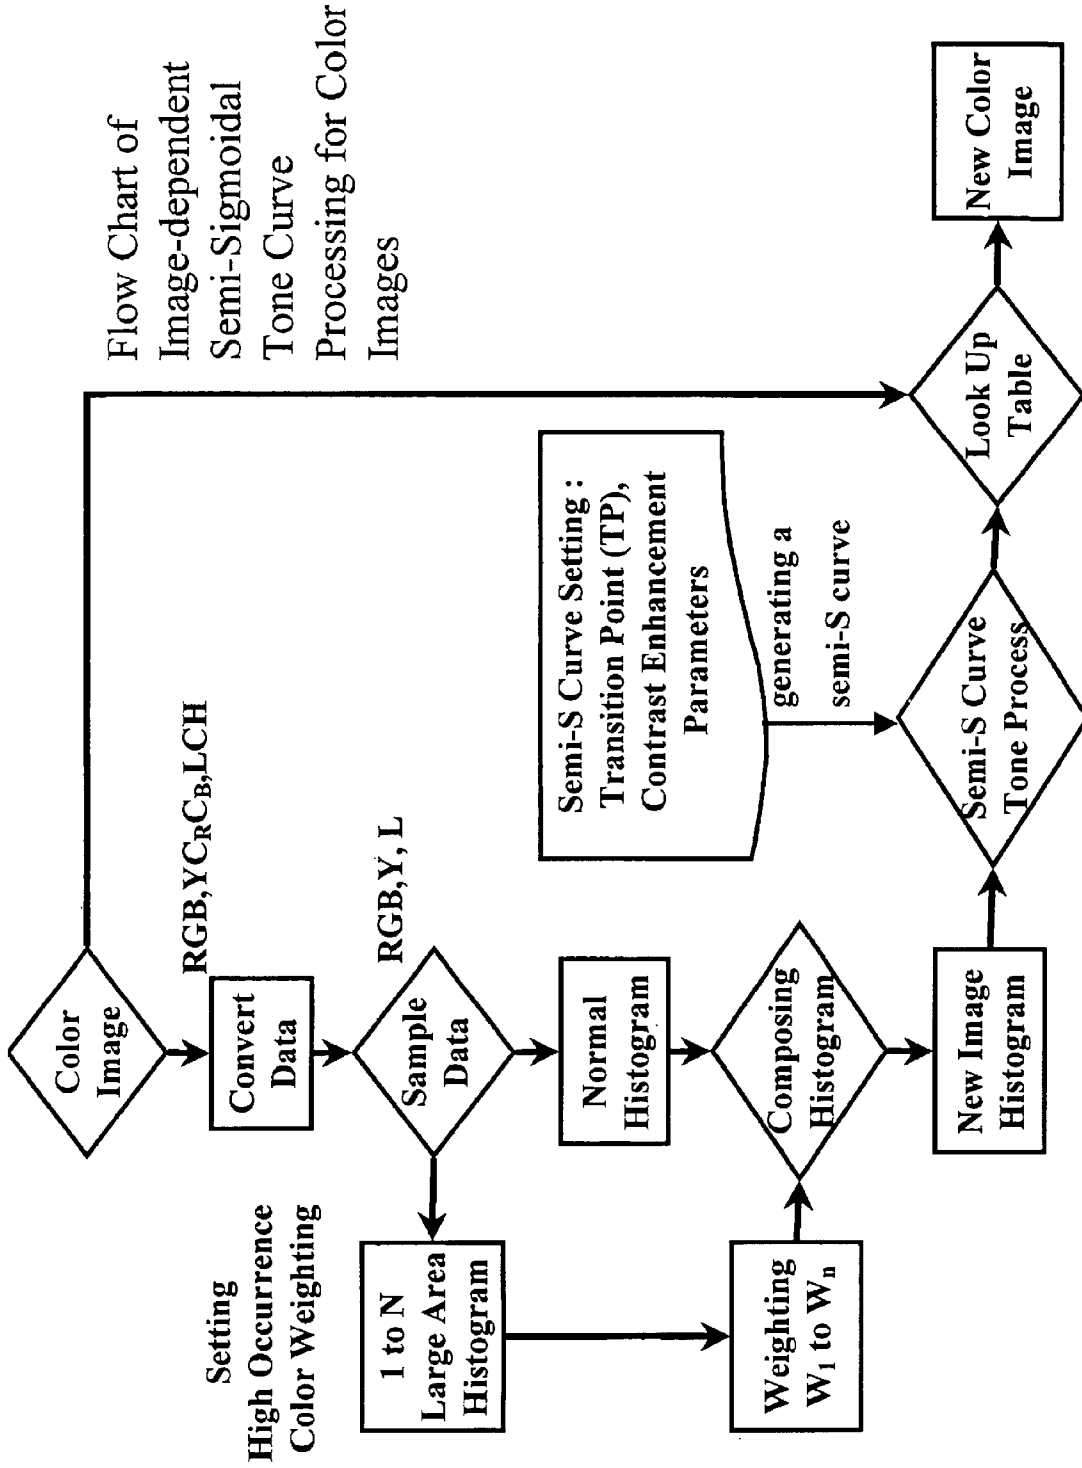 Flow Chart of
Image-dependent
Semi-Sigmoidal
Tone Curve
Processing for Color
Images
Color
Image
RGB,YCRCB,LCH
Convert
Data
RGB,Y, L
Sample
Data
Setting
High Occurrence
Color Weighting
1 to N
Large Area
Histogram
Normal
Histogram
Weighting
W1 to Wn
Composing
Histogram
New Image
Histogram
Semi-S Curve Setting :
Transition Point (TP),
Contrast Enhancement
Parameters
generating a
semi-S curve
Semi-S Curve
Tone Process
Look Up
Table
New Color
Image